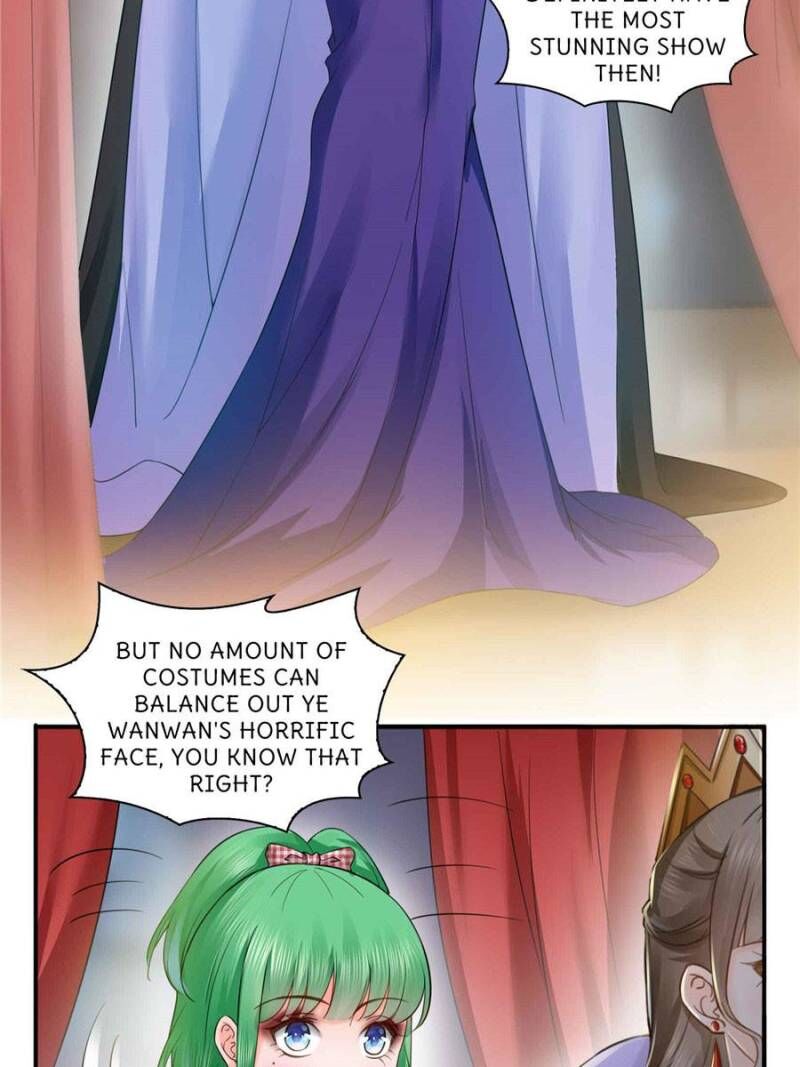 THE MOST
STUNNING SHOW
THEN!
BUT NO AMOUNT OF
COSTUMES CAN
BALANCE OUT YE
WANWAN'S HORRIFIC
FACE, YOU KNOW THAT
RIGHT?